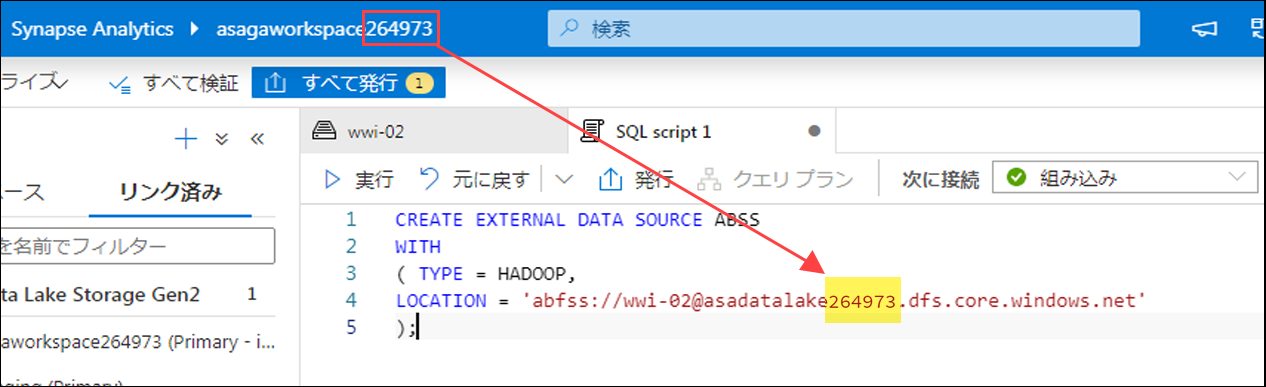 Synapse Analytics asagaworkspace264973 検索
ライズ すべて検証 すべて発行 1
wwi-02 SQL script 1
実行 元に戻す 発行 クエリ プラン 次に接続 組み込み
ース リンク済み
を名前でフィルター
ta Lake Storage Gen2 1
aworkspace264973 (Primary - i...
ging (Primary)
1 CREATE EXTERNAL DATA SOURCE ABSS
2 WITH
3 ( TYPE = HADOOP,
4 LOCATION = 'abfss://wwi-02@asadatalake264973.dfs.core.windows.net'
5 );